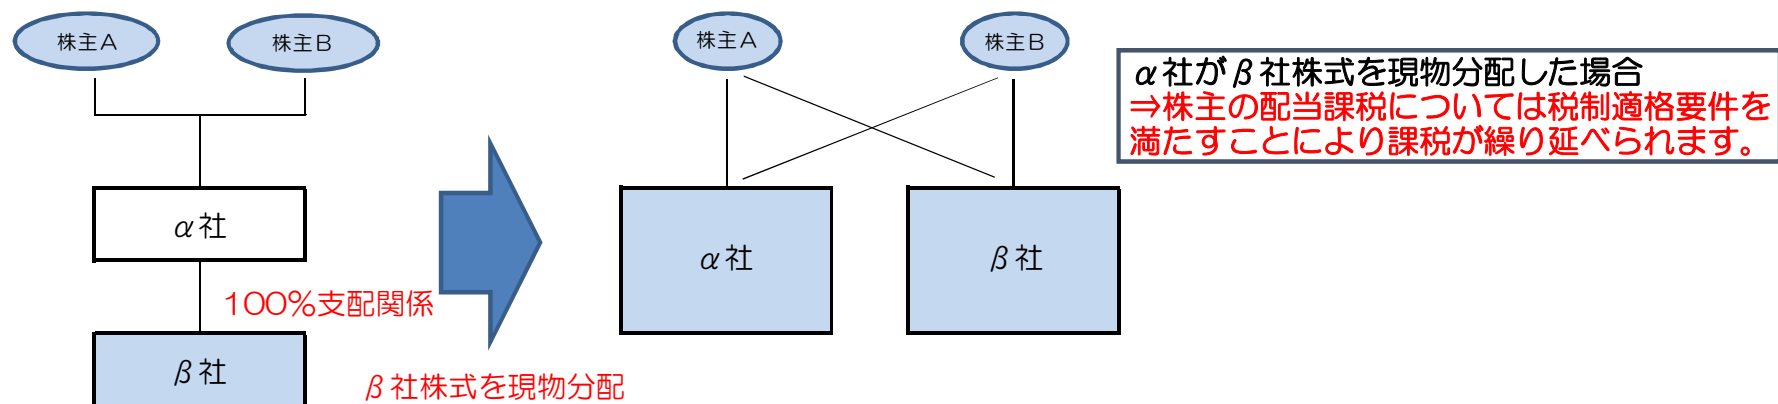 株主A
株主B
α社
100%支配関係
β社
β社株式を現物分配
株主A
株主B
α社
β社
α社がβ社株式を現物分配した場合
⇒株主の配当課税については税制適格要件を
満たすことにより課税が繰り延べられます。